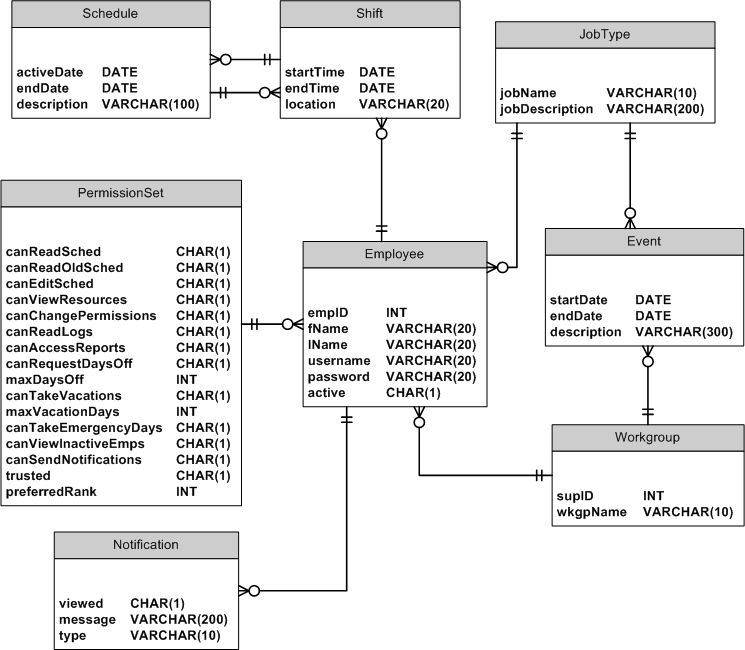 Schedule
activeDate DATE
endDate DATE
description VARCHAR(100)
Shift
startTime DATE
endTime DATE
location VARCHAR(20)
JobType
jobName VARCHAR(10)
jobDescription VARCHAR(200)
PermissionSet
canReadSched CHAR(1)
canReadOldSched CHAR(1)
canEditSched CHAR(1)
canViewResources CHAR(1)
canChangePermissions CHAR(1)
canReadLogs CHAR(1)
canAccessReports CHAR(1)
canRequestDaysOff CHAR(1)
maxDaysOff INT
canTakeVacations CHAR(1)
maxVacationDays INT
canTakeEmergencyDays CHAR(1)
canViewInactiveEmps CHAR(1)
canSendNotifications CHAR(1)
trusted CHAR(1)
preferredRank INT
Employee
empID INT
fName VARCHAR(20)
lName VARCHAR(20)
username VARCHAR(20)
password VARCHAR(20)
active CHAR(1)
Event
startDate DATE
endDate DATE
description VARCHAR(300)
Workgroup
supID INT
wkgpName VARCHAR(10)
Notification
viewed CHAR(1)
message VARCHAR(200)
type VARCHAR(10)